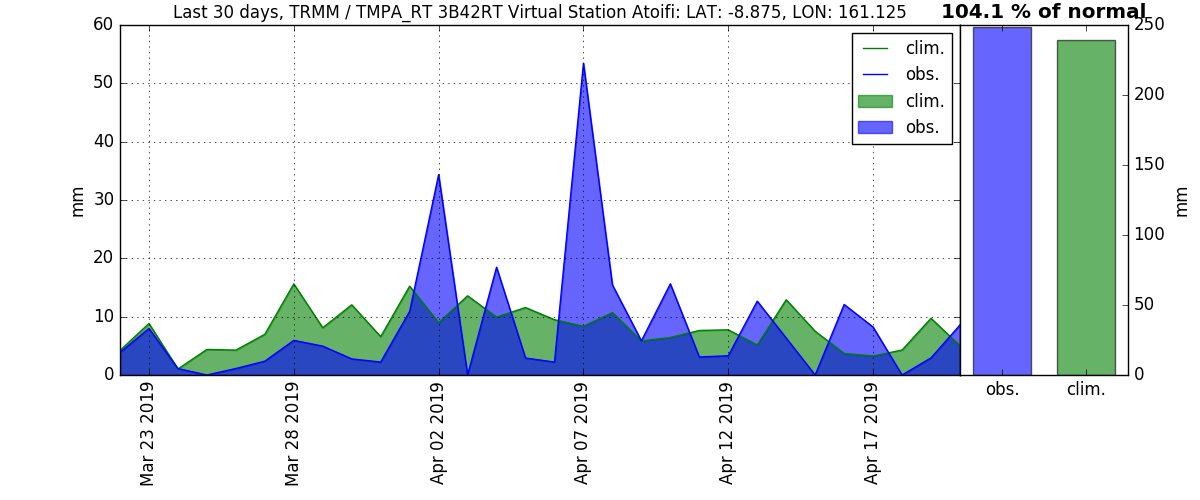 Last 30 days, TRMM / TMPA_RT 3B42RT Virtual Station Atoifi: LAT: -8.875, LON: 161.125
104.1 % of normal
60
50
40
30
20
10
0
mm
clim.
obs.
clim.
obs.
250
200
150
100
50
0
mm
obs.
clim.
Mar 23 2019
Mar 28 2019
Apr 02 2019
Apr 07 2019
Apr 12 2019
Apr 17 2019